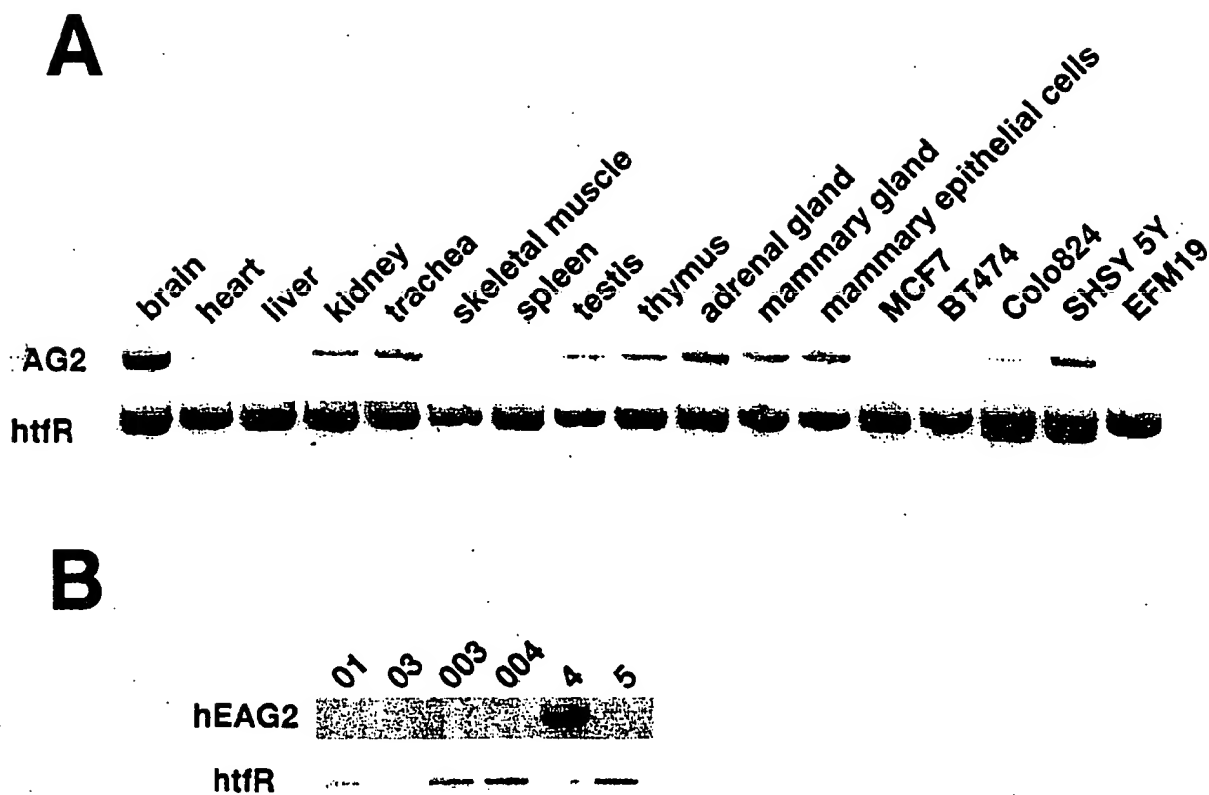 A
brain
heart
liver
kidney
trachea
skeletal muscle
spleen
testis
thymus
adrenal gland
mammary gland
mammary epithelial cells
MCF7
BT474
Colo824
SHSY 5Y
EFM19
AG2
htfR
B
01
03
003
004
4
5
hEAG2
htfR